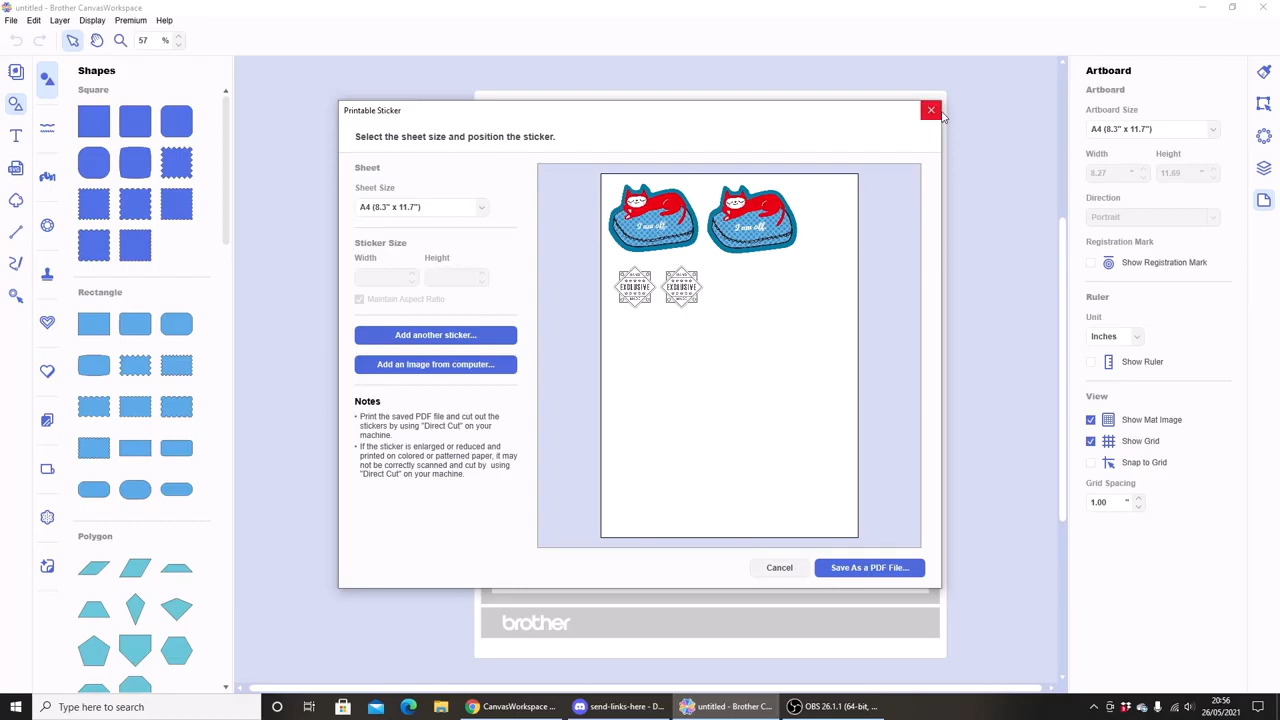 untitled - Brother CanvasWorkspace
File Edit Layer Display Premium Help
57 %
Shapes
Square
Rectangle
Polygon
Printable Sticker
Select the sheet size and position the sticker.
Sheet
Sheet Size
A4 (8.3" x 11.7")
Sticker Size
Width Height
Maintain Aspect Ratio
Add another sticker...
Add an image from computer...
Notes
• Print the saved PDF file and cut out the
stickers by using "Direct Cut" on your
machine.
• If the sticker is enlarged or reduced and
printed on colored or patterned paper, it may
not be correctly scanned and cut by using
"Direct Cut" on your machine.
I am off I am off
EXCLUSIVE EXCLUSIVE
Cancel Save As a PDF File...
brother
Artboard
Artboard
Artboard Size
A4 (8.3" x 11.7")
Width Height
8.27 " 11.69 "
Direction
Portrait
Registration Mark
Show Registration Mark
Ruler
Unit
Inches
Show Ruler
View
Show Mat Image
Show Grid
Snap to Grid
Grid Spacing
1.00 "
Type here to search
CanvasWorkspace ...
send-links-here - D...
untitled - Brother C...
OBS 26.1.1 (64-bit, ...
20:56
26/05/2021